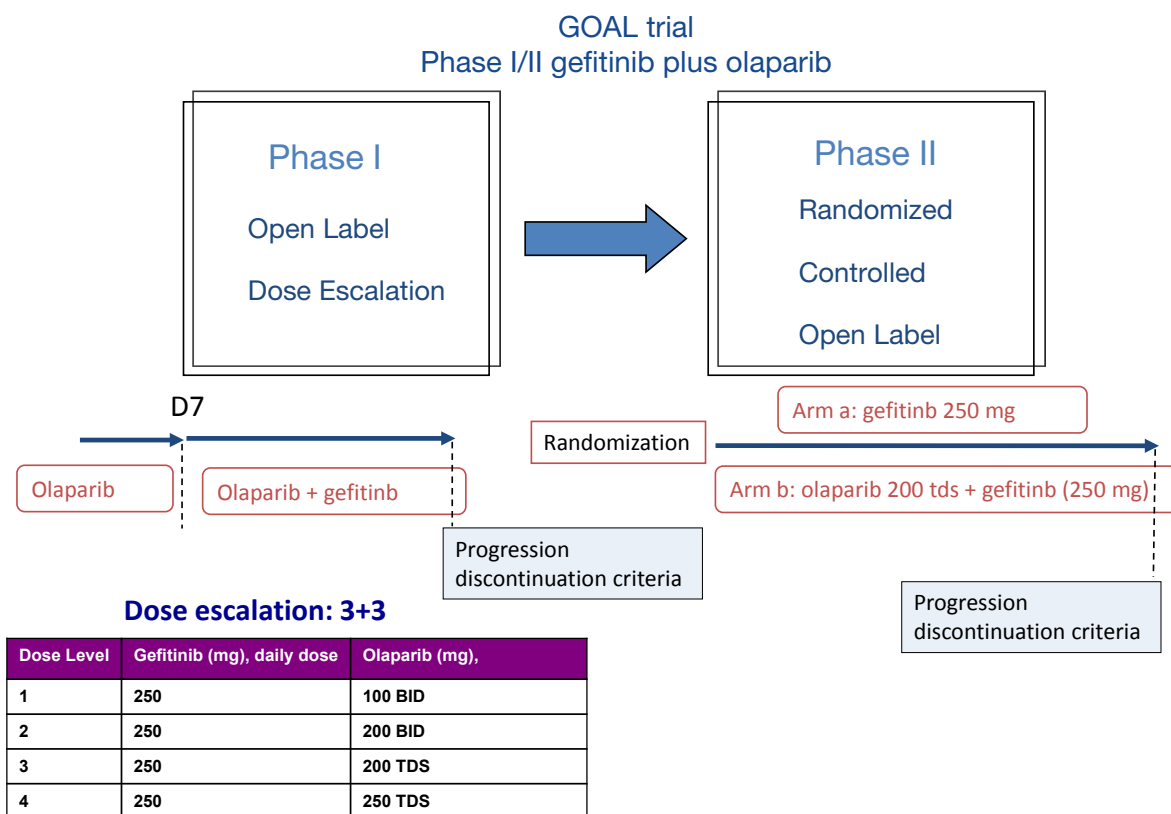 GOAL trial
Phase I/II gefitinib plus olaparib
Phase I
Open Label
Dose Escalation
Phase II
Randomized
Controlled
Open Label
D7
Olaparib
Olaparib + gefitinb
Progression
discontinuation criteria
Randomization
Arm a: gefitinb 250 mg
Arm b: olaparib 200 tds + gefitinb (250 mg)
Progression
discontinuation criteria
Dose escalation: 3+3
Dose Level Gefitinib (mg), daily dose Olaparib (mg),
1 250 100 BID
2 250 200 BID
3 250 200 TDS
4 250 250 TDS